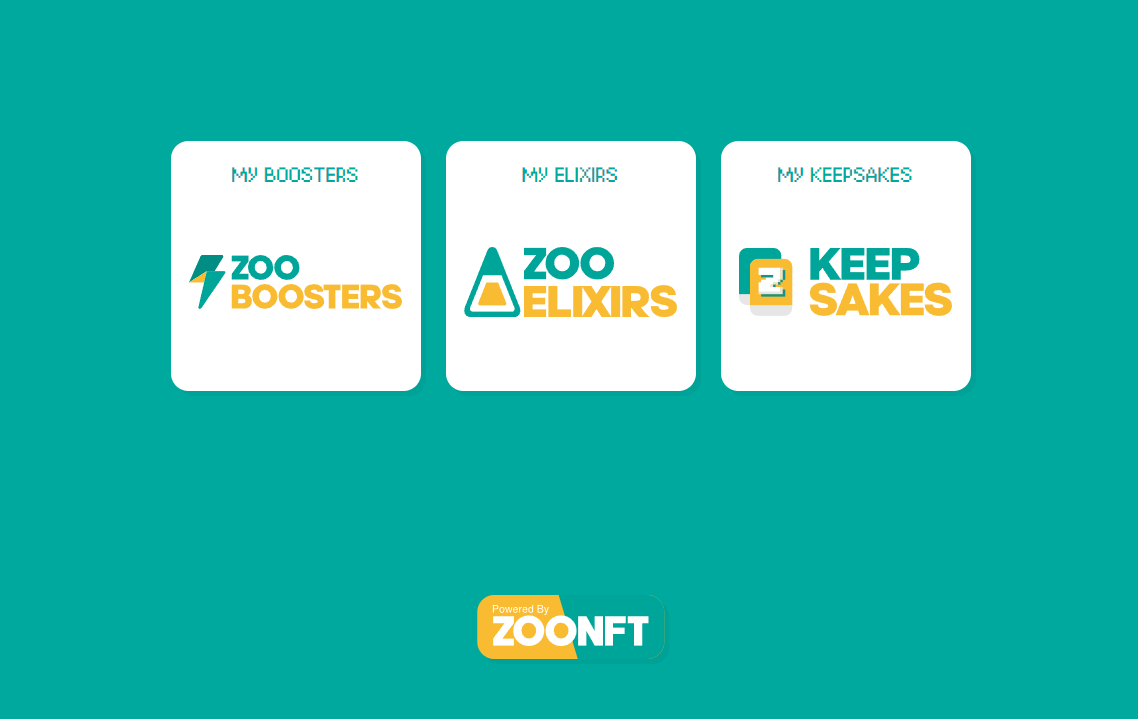 MY BOOSTERS
ZOO
BOOSTERS
MY ELIXIRS
ZOO
ELIXIRS
MY KEEPSAKES
Z
KEEP
SAKES
Powered By
ZOONFT